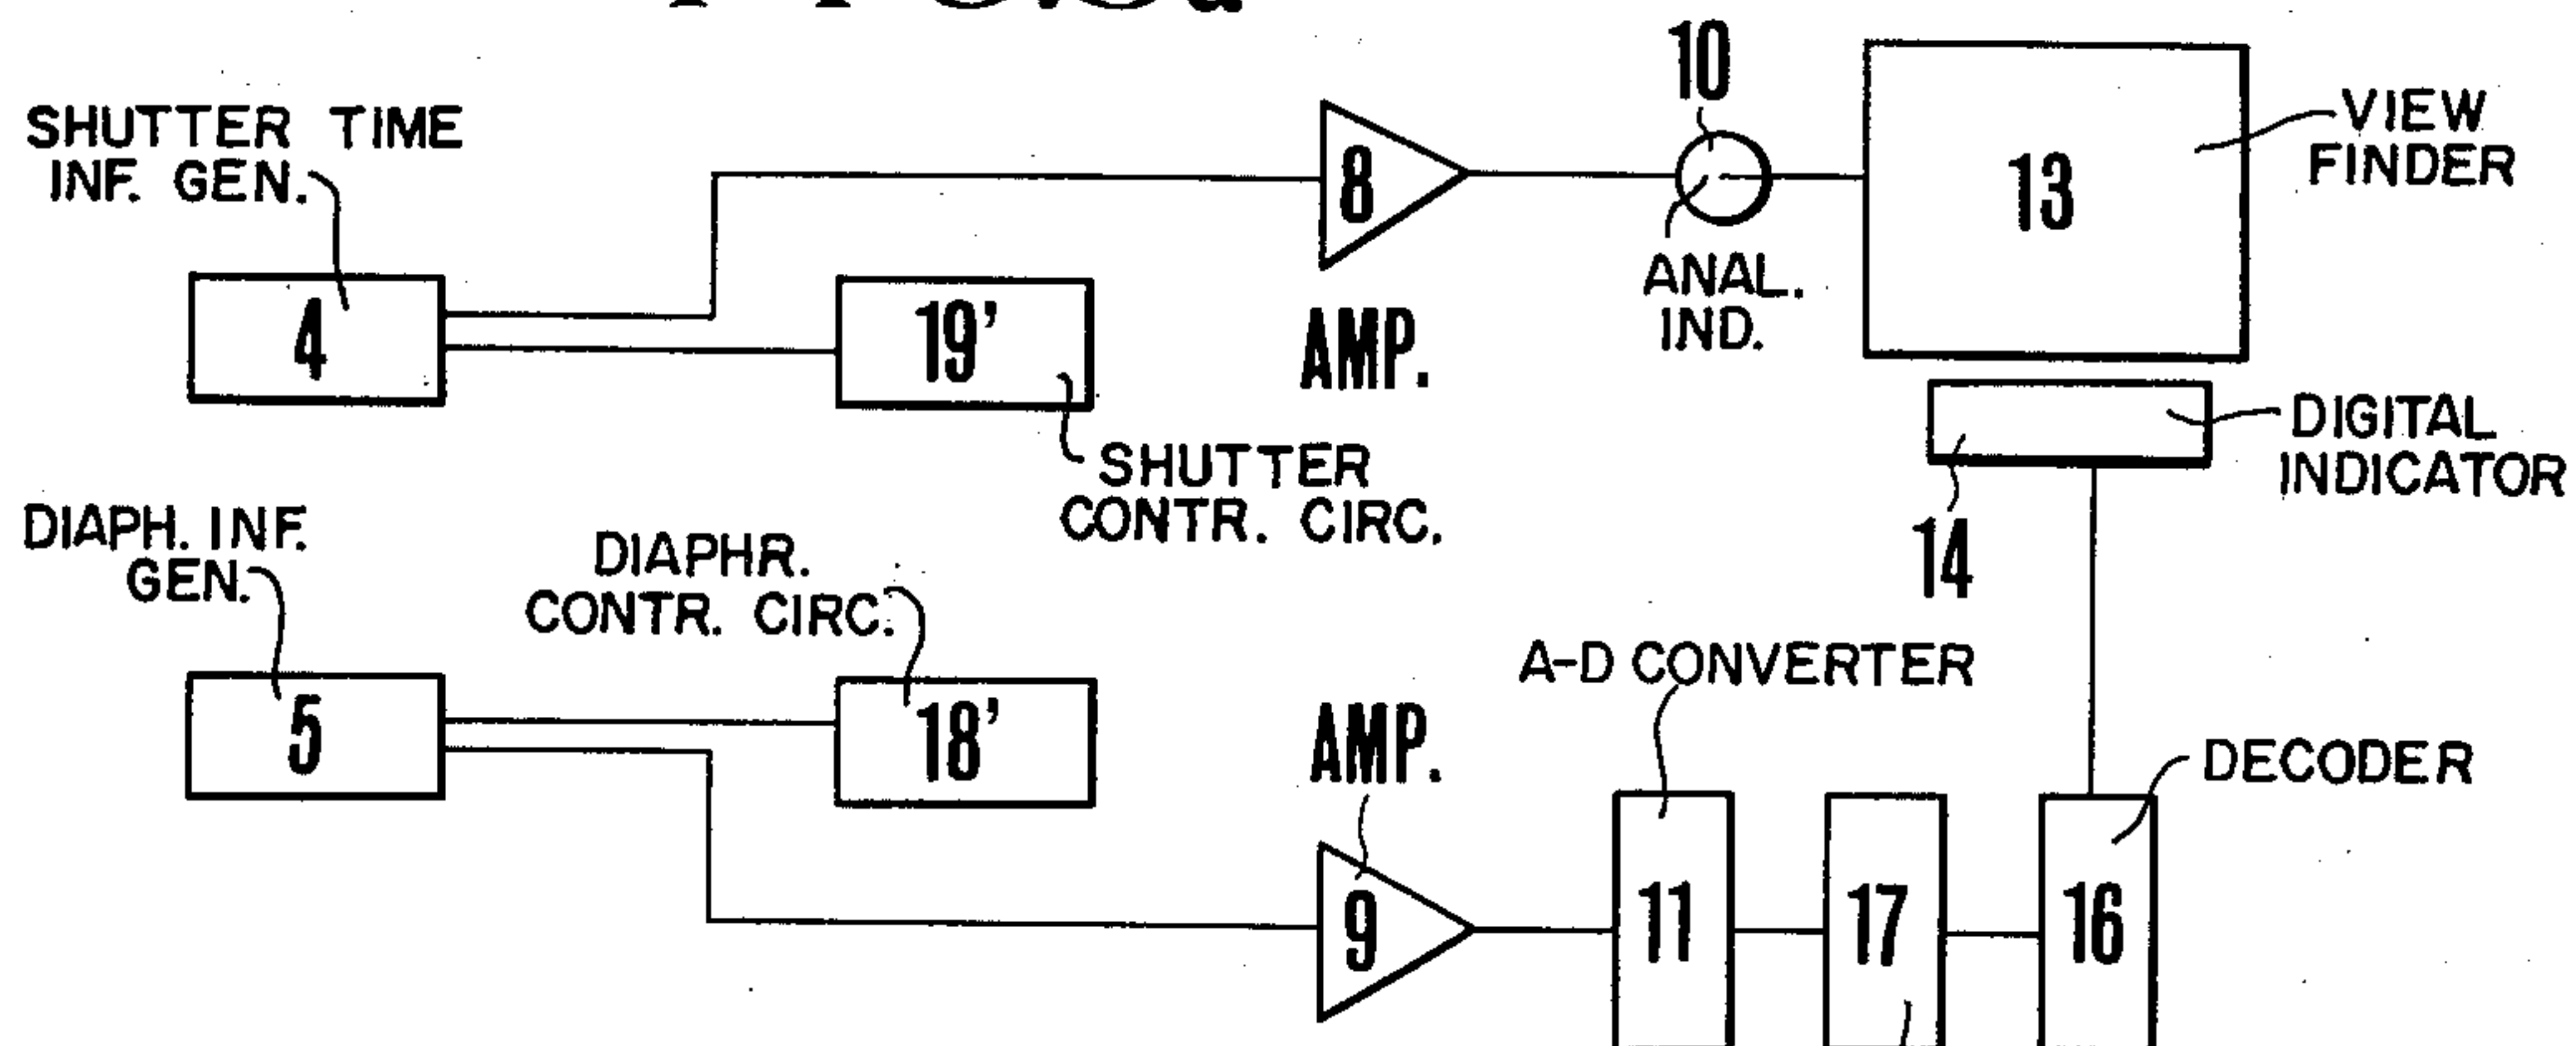 10
SHUTTER TIME
INF. GEN.
VIEW
FINDER
8
13
4
19'
AMP.
ANAL.
IND.
SHUTTER
CONTR. CIRC.
DIGITAL
INDICATOR
14
DIAPH. INF.
GEN.
DIAPHR.
CONTR. CIRC.
5
18'
A-D CONVERTER
AMP.
DECODER
9
11
17
16